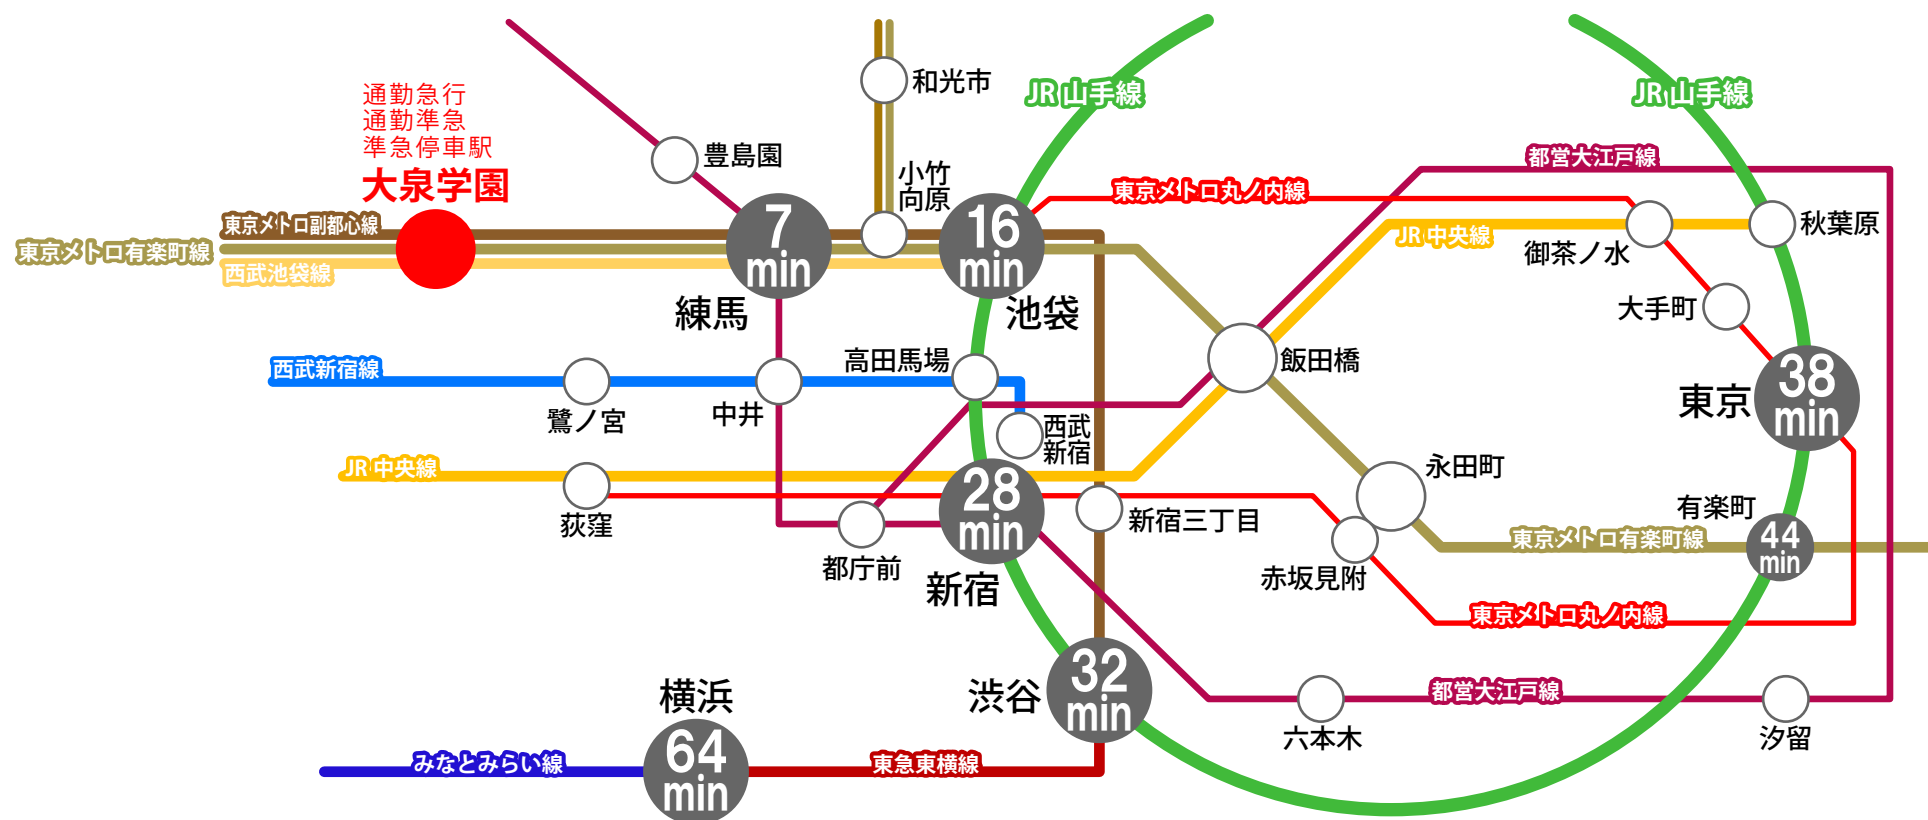 JR 山手線
JR 山手線
和光市
通勤急行
通勤準急
準急停車駅
大泉学園
豊島園
都営大江戸線
小竹
向原
東京メトロ丸ノ内線
東京メトロ副都心線
東京メトロ有楽町線
西武池袋線
7
min
練馬
16
min
池袋
JR 中央線
御茶ノ水
秋葉原
大手町
西武新宿線
鷺ノ宮
中井
高田馬場
西武
新宿
飯田橋
38
min
東京
JR 中央線
荻窪
都庁前
28
min
新宿
新宿三丁目
永田町
赤坂見附
有楽町
44
min
東京メトロ有楽町線
東京メトロ丸ノ内線
32
min
渋谷
六本木
都営大江戸線
汐留
横浜
64
min
みなとみらい線
東急東横線